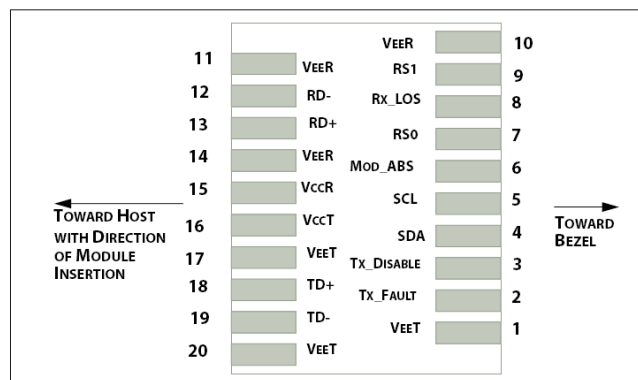 11 VEER
12 RD-
13 RD+
14 VEER
15 VCCR
16 VCCT
17 VEET
18 TD+
19 TD-
20 VEET
VEER 10
RS1 9
RX_LOS 8
RS0 7
MOD_ABS 6
SCL 5
SDA 4
TX_DISABLE 3
TX_FAULT 2
VEET 1
TOWARD HOST
WITH DIRECTION
OF MODULE
INSERTION
TOWARD
BEZEL